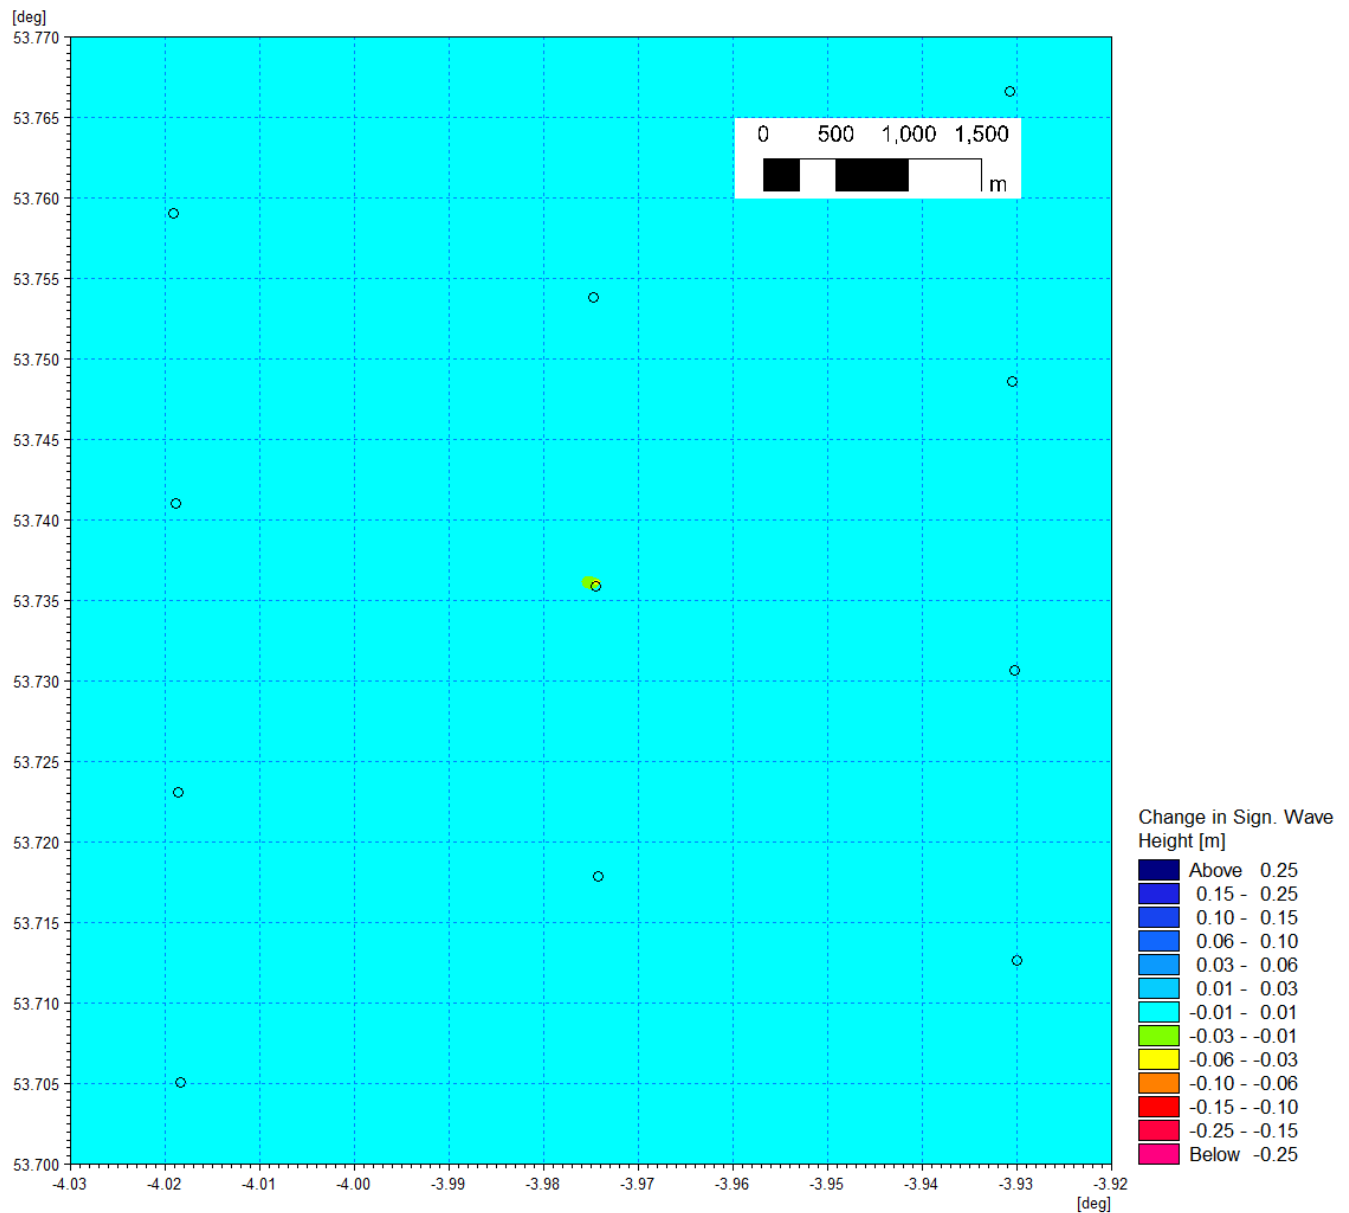 [deg]
53.770
53.765
53.760
53.755
53.750
53.745
53.740
53.735
53.730
53.725
53.720
53.715
53.710
53.705
53.700
-4.03 -4.02 -4.01 -4.00 -3.99 -3.98 -3.97 -3.96 -3.95 -3.94 -3.93 -3.92
[deg]
0 500 1,000 1,500
m
Change in Sign. Wave
Height [m]
Above 0.25
0.15 - 0.25
0.10 - 0.15
0.06 - 0.10
0.03 - 0.06
0.01 - 0.03
-0.01 - 0.01
-0.03 - -0.01
-0.06 - -0.03
-0.10 - -0.06
-0.15 - -0.10
-0.25 - -0.15
Below -0.25